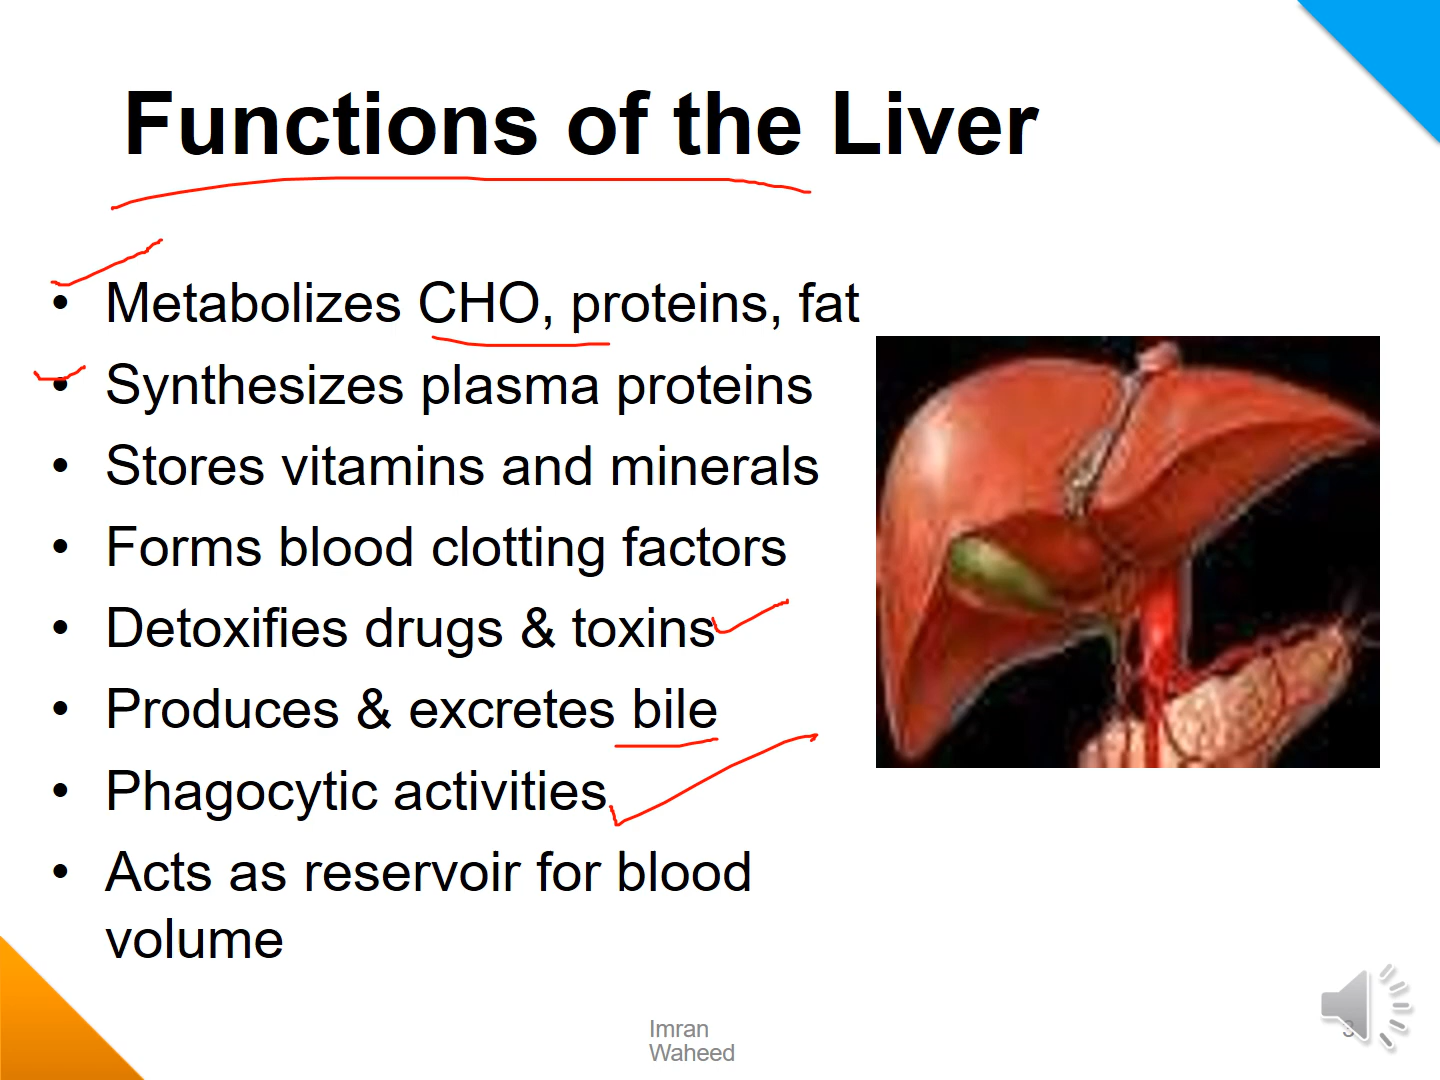 Functions of the Liver
• Metabolizes CHO, proteins, fat
• Synthesizes plasma proteins
• Stores vitamins and minerals
• Forms blood clotting factors
• Detoxifies drugs & toxins
• Produces & excretes bile
• Phagocytic activities
• Acts as reservoir for blood
volume
Imran
Waheed
3